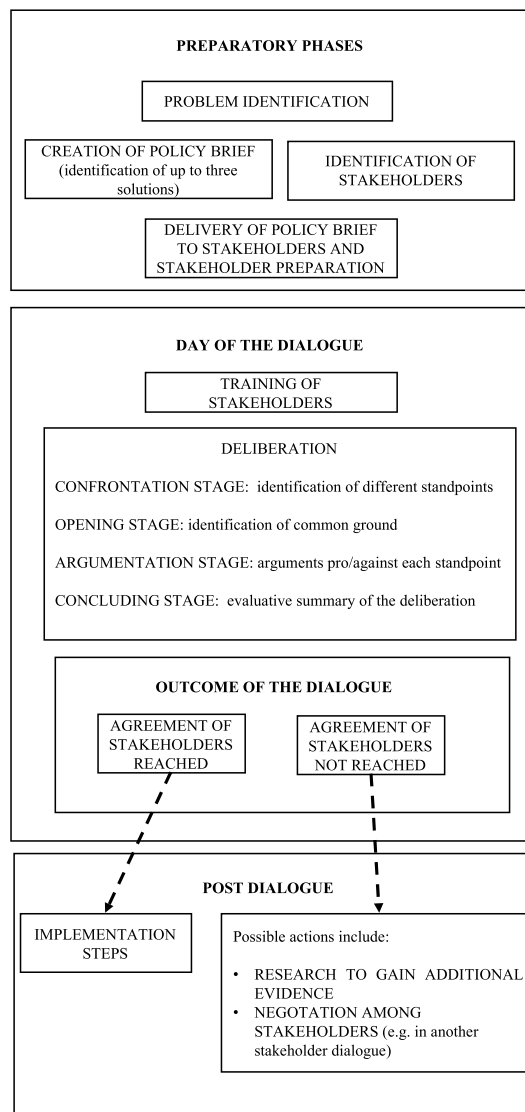 PREPARATORY PHASES
PROBLEM IDENTIFICATION
CREATION OF POLICY BRIEF
(identification of up to three
solutions)
IDENTIFICATION OF
STAKEHOLDERS
DELIVERY OF POLICY BRIEF
TO STAKEHOLDERS AND
STAKEHOLDER PREPARATION
DAY OF THE DIALOGUE
TRAINING OF
STAKEHOLDERS
DELIBERATION
CONFRONTATION STAGE: identification of different standpoints
OPENING STAGE: identification of common ground
ARGUMENTATION STAGE: arguments pro/against each standpoint
CONCLUDING STAGE: evaluative summary of the deliberation
OUTCOME OF THE DIALOGUE
AGREEMENT OF
STAKEHOLDERS
REACHED
AGREEMENT OF
STAKEHOLDERS
NOT REACHED
POST DIALOGUE
IMPLEMENTATION
STEPS
Possible actions include:
• RESEARCH TO GAIN ADDITIONAL
EVIDENCE
• NEGOTATION AMONG
STAKEHOLDERS (e.g. in another
stakeholder dialogue)